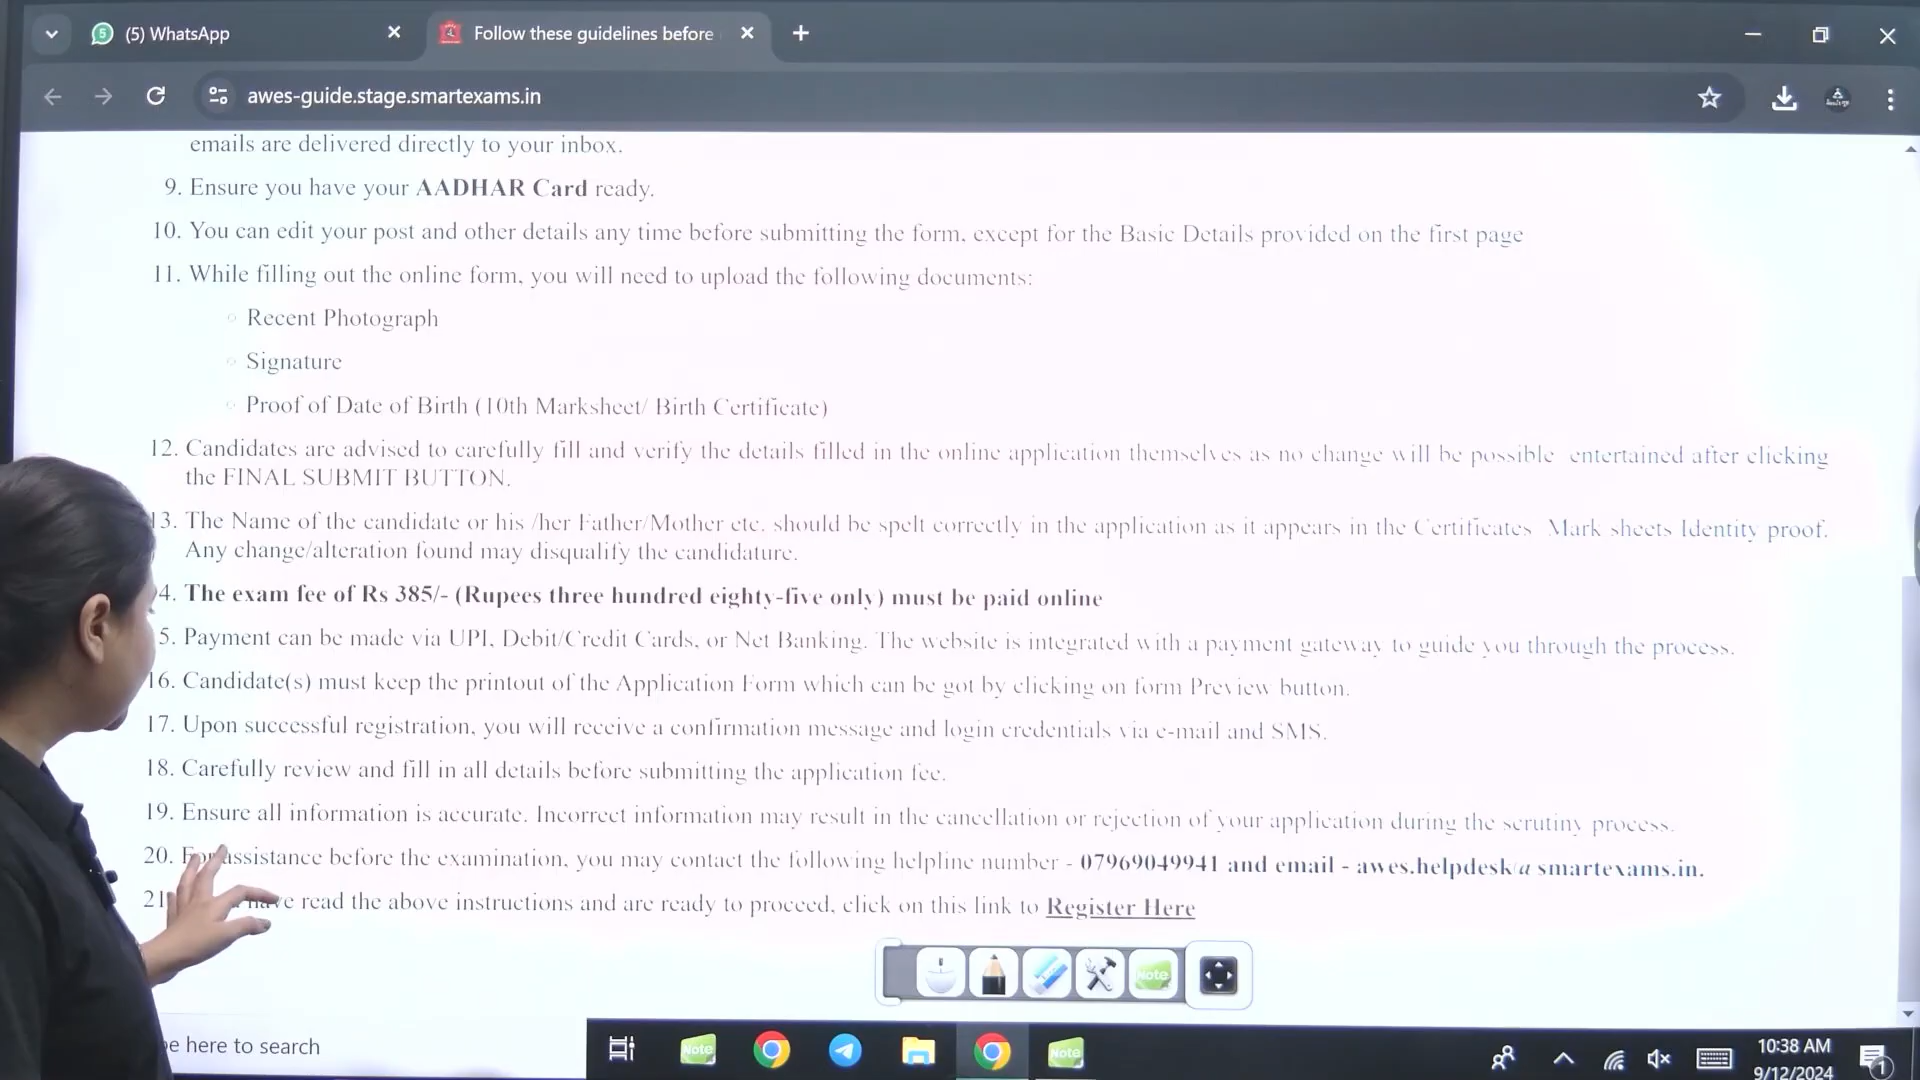 (5) WhatsApp
Follow these guidelines before
awes-guide.stage.smartexams.in
emails are delivered directly to your inbox.
9. Ensure you have your AADHAR Card ready.
10. You can edit your post and other details any time before submitting the form, except for the Basic Details provided on the first page
11. While filling out the online form, you will need to upload the following documents:
Recent Photograph
Signature
Proof of Date of Birth (10th Marksheet/ Birth Certificate)
12. Candidates are advised to carefully fill and verify the details filled in the online application themselves as no change will be possible entertained after clicking
the FINAL SUBMIT BUTTON.
13. The Name of the candidate or his /her Father/Mother etc. should be spelt correctly in the application as it appears in the Certificates Mark sheets Identity proof.
Any change/alteration found may disqualify the candidature.
4. The exam fee of Rs 385/- (Rupees three hundred eighty-five only) must be paid online
5. Payment can be made via UPI, Debit/Credit Cards, or Net Banking. The website is integrated with a payment gateway to guide you through the process.
16. Candidate(s) must keep the printout of the Application Form which can be got by clicking on form Preview button.
17. Upon successful registration, you will receive a confirmation message and login credentials via e-mail and SMS.
18. Carefully review and fill in all details before submitting the application fee.
19. Ensure all information is accurate. Incorrect information may result in the cancellation or rejection of your application during the scrutiny process.
20. For assistance before the examination, you may contact the following helpline number - 07969049941 and email - awes.helpdesk@smartexams.in.
21 have read the above instructions and are ready to proceed, click on this link to Register Here
Note
e here to search
Note
Note
10:38 AM
9/12/2024
1